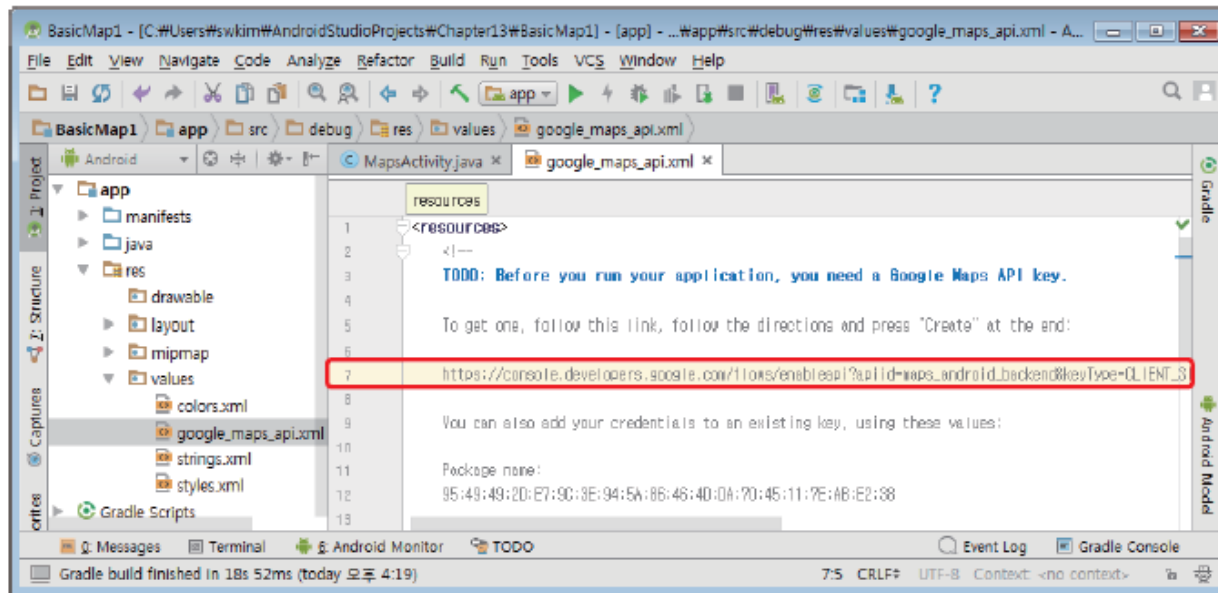 BasicMap1 - [C:₩Users₩swkim₩AndroidStudioProjects₩Chapter13₩BasicMap1] - [app] - ...₩app₩src₩debug₩res₩values₩google_maps_api.xml - A...
File Edit View Navigate Code Analyze Refactor Build Run Tools VCS Window Help
app
BasicMap1 app src debug res values google_maps_api.xml
Android MapsActivity.java google_maps_api.xml
1: Project
Z: Structure
Captures
orites
app
manifests
java
res
drawable
layout
mipmap
values
colors.xml
google_maps_api.xml
strings.xml
styles.xml
Gradle Scripts
resources
1 <resources>
2 <!--
3 TODO: Before you run your application, you need a Google Maps API key.
4
5 To get one, follow this link, follow the directions and press "Create" at the end:
6
7 https://console.developers.google.com/flows/enableapi?apiid=maps_android_backend&keyType=CLIENT_S
8
9 You can also add your credentials to an existing key, using these values:
10
11 Package name:
12 95:49:49:2D:E7:9C:3E:94:5A:86:46:4D:DA:70:45:11:7E:AB:E2:38
13
Gradle
Android Model
0: Messages Terminal 6: Android Monitor TODO Event Log Gradle Console
Gradle build finished in 18s 52ms (today 오후 4:19) 7:5 CRLF UTF-8 Context: <no context>